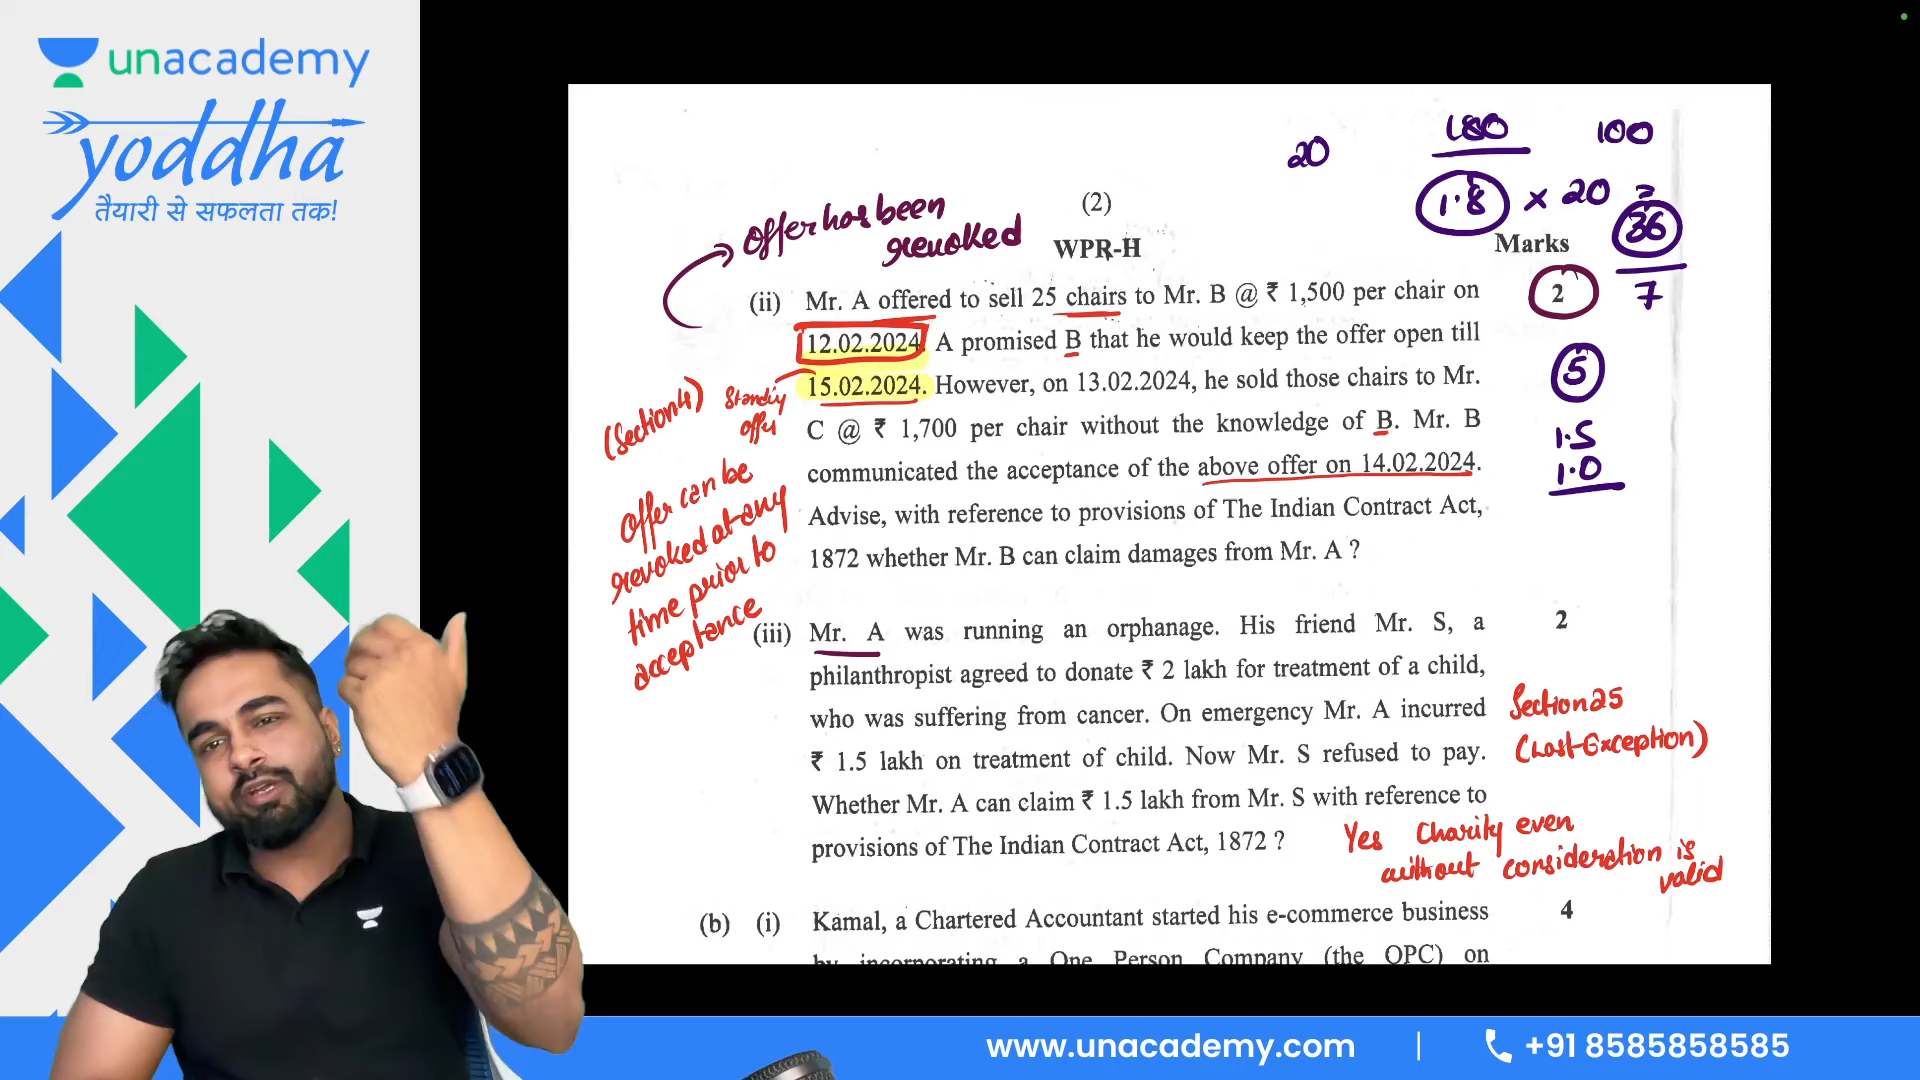 unacademy
yoddha
तैयारी से सफलता तक!
20
180
100
1.8 × 20
36
7
offer has been
revoked
(2)
WPR-H
Marks
(ii) Mr. A offered to sell 25 chairs to Mr. B @ ₹ 1,500 per chair on
2
12.02.2024. A promised B that he would keep the offer open till
15.02.2024. However, on 13.02.2024, he sold those chairs to Mr.
5
C @ ₹ 1,700 per chair without the knowledge of B. Mr. B
1.5
communicated the acceptance of the above offer on 14.02.2024.
1.0
Advise, with reference to provisions of The Indian Contract Act,
1872 whether Mr. B can claim damages from Mr. A ?
(Section 4)
offer
offer can be
revoked at any
time prior to
acceptance
(iii) Mr. A was running an orphanage. His friend Mr. S, a
2
philanthropist agreed to donate ₹ 2 lakh for treatment of a child,
who was suffering from cancer. On emergency Mr. A incurred
₹ 1.5 lakh on treatment of child. Now Mr. S refused to pay.
Whether Mr. A can claim ₹ 1.5 lakh from Mr. S with reference to
provisions of The Indian Contract Act, 1872 ?
Section 25
(Last Exception)
Yes Charity even
without consideration is
valid
(b) (i) Kamal, a Chartered Accountant started his e-commerce business
4
by incorporating a One Person Company (the OPC) on
www.unacademy.com | +91 8585858585